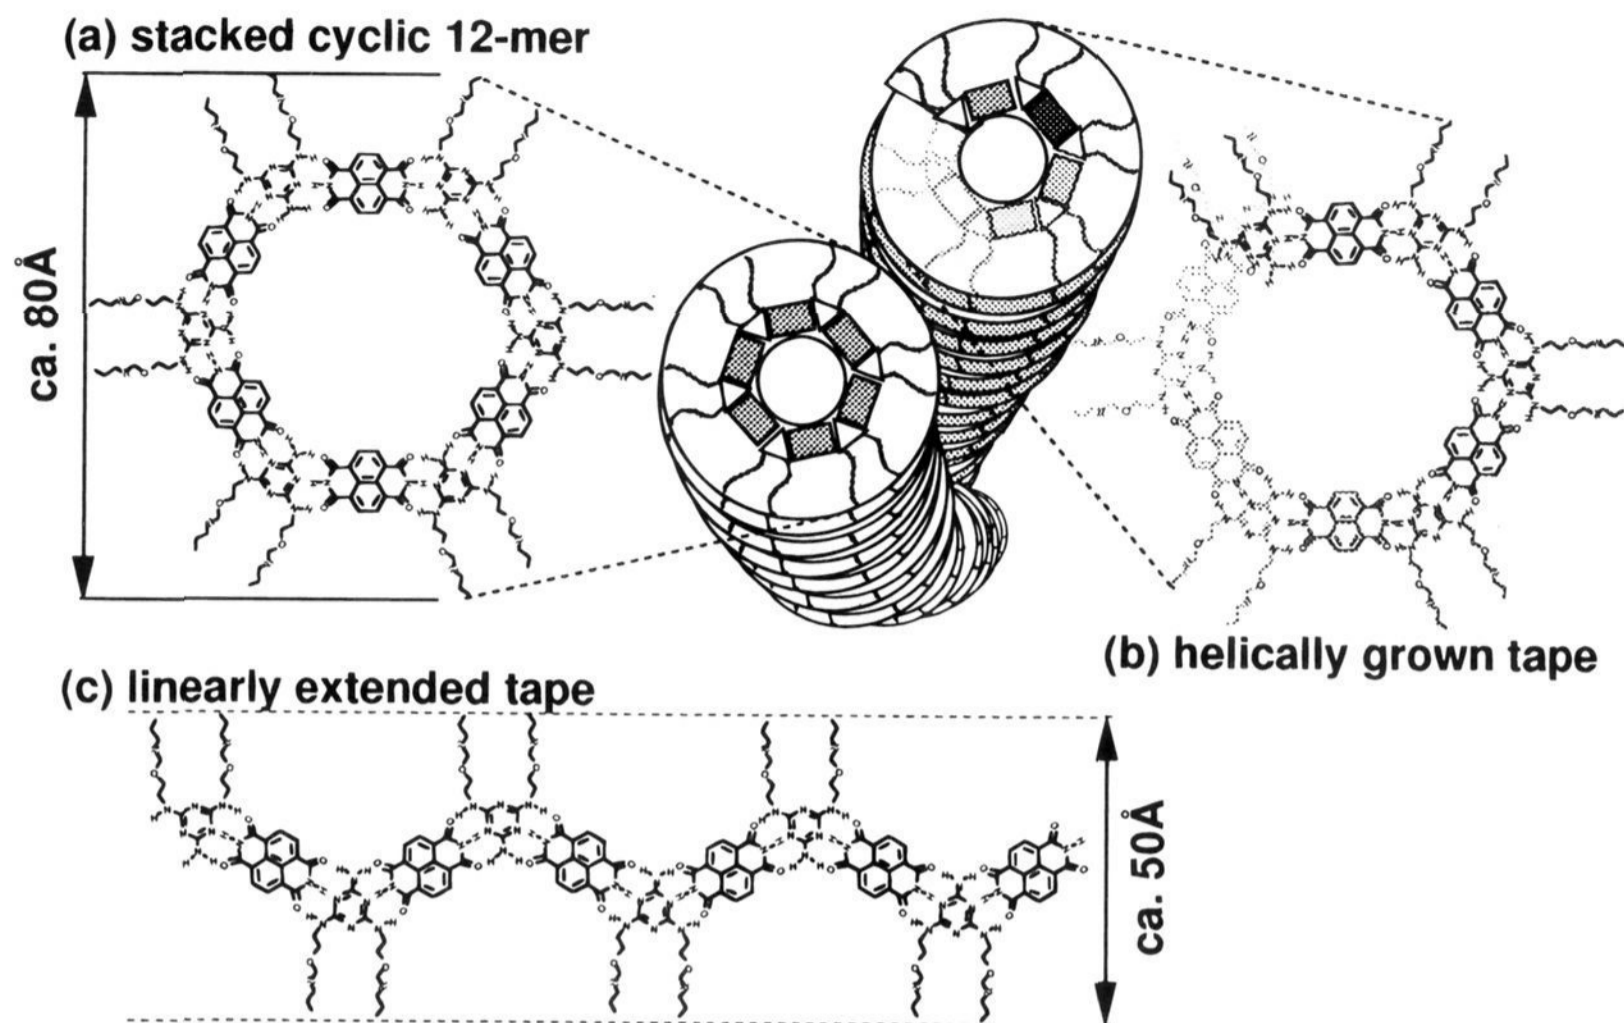 (a) stacked cyclic 12-mer
ca. 80Å
(b) helically grown tape
(c) linearly extended tape
ca. 50Å